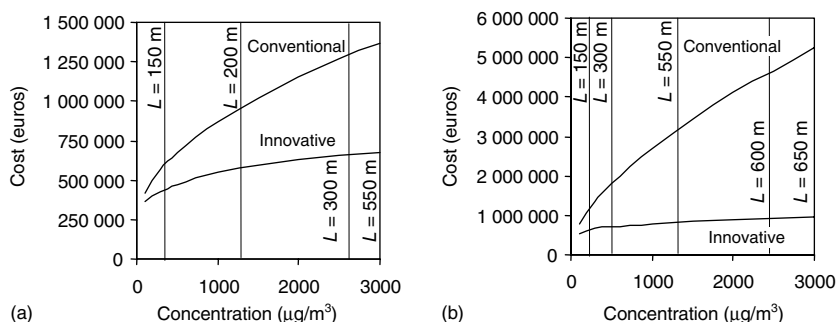 1 500 000
1 250 000
1 000 000
750 000
500 000
250 000
0
Cost (euros)
L = 150 m
L = 200 m
L = 300 m
L = 550 m
Conventional
Innovative
0 1000 2000 3000
Concentration (µg/m³)
(a)
6 000 000
5 000 000
4 000 000
3 000 000
2 000 000
1 000 000
0
Cost (euros)
L = 150 m
L = 300 m
L = 550 m
L = 600 m
L = 650 m
Conventional
Innovative
0 1000 2000 3000
Concentration (µg/m³)
(b)